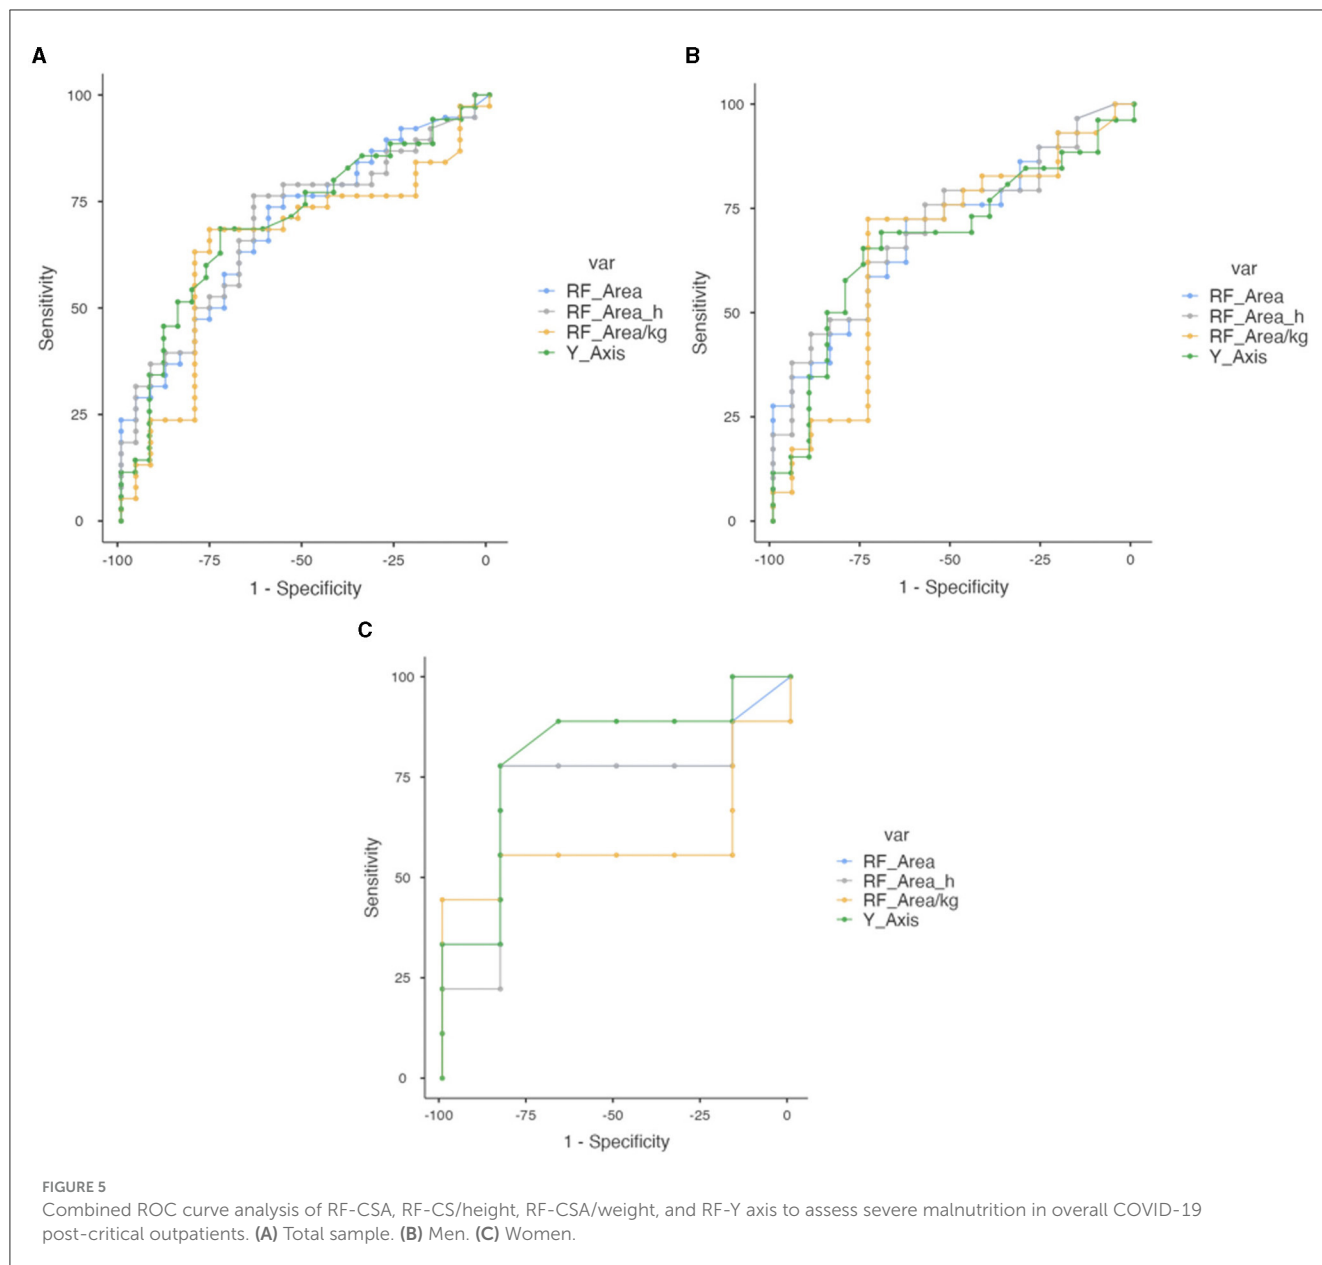 A
100
75
50
25
0
Sensitivity
-100 -75 -50 -25 0
1 - Specificity
var
RF_Area
RF_Area_h
RF_Area/kg
Y_Axis
B
100
75
50
25
0
Sensitivity
-100 -75 -50 -25 0
1 - Specificity
var
RF_Area
RF_Area_h
RF_Area/kg
Y_Axis
C
100
75
50
25
0
Sensitivity
-100 -75 -50 -25 0
1 - Specificity
var
RF_Area
RF_Area_h
RF_Area/kg
Y_Axis
FIGURE 5
Combined ROC curve analysis of RF-CSA, RF-CS/height, RF-CSA/weight, and RF-Y axis to assess severe malnutrition in overall COVID-19
post-critical outpatients. (A) Total sample. (B) Men. (C) Women.